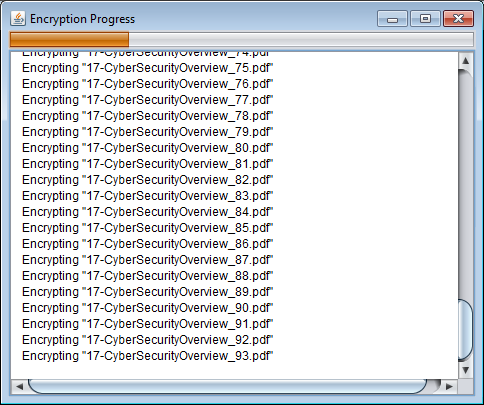 Encryption Progress
Encrypting "17-CyberSecurityOverview_74.pdf"
Encrypting "17-CyberSecurityOverview_75.pdf"
Encrypting "17-CyberSecurityOverview_76.pdf"
Encrypting "17-CyberSecurityOverview_77.pdf"
Encrypting "17-CyberSecurityOverview_78.pdf"
Encrypting "17-CyberSecurityOverview_79.pdf"
Encrypting "17-CyberSecurityOverview_80.pdf"
Encrypting "17-CyberSecurityOverview_81.pdf"
Encrypting "17-CyberSecurityOverview_82.pdf"
Encrypting "17-CyberSecurityOverview_83.pdf"
Encrypting "17-CyberSecurityOverview_84.pdf"
Encrypting "17-CyberSecurityOverview_85.pdf"
Encrypting "17-CyberSecurityOverview_86.pdf"
Encrypting "17-CyberSecurityOverview_87.pdf"
Encrypting "17-CyberSecurityOverview_88.pdf"
Encrypting "17-CyberSecurityOverview_89.pdf"
Encrypting "17-CyberSecurityOverview_90.pdf"
Encrypting "17-CyberSecurityOverview_91.pdf"
Encrypting "17-CyberSecurityOverview_92.pdf"
Encrypting "17-CyberSecurityOverview_93.pdf"